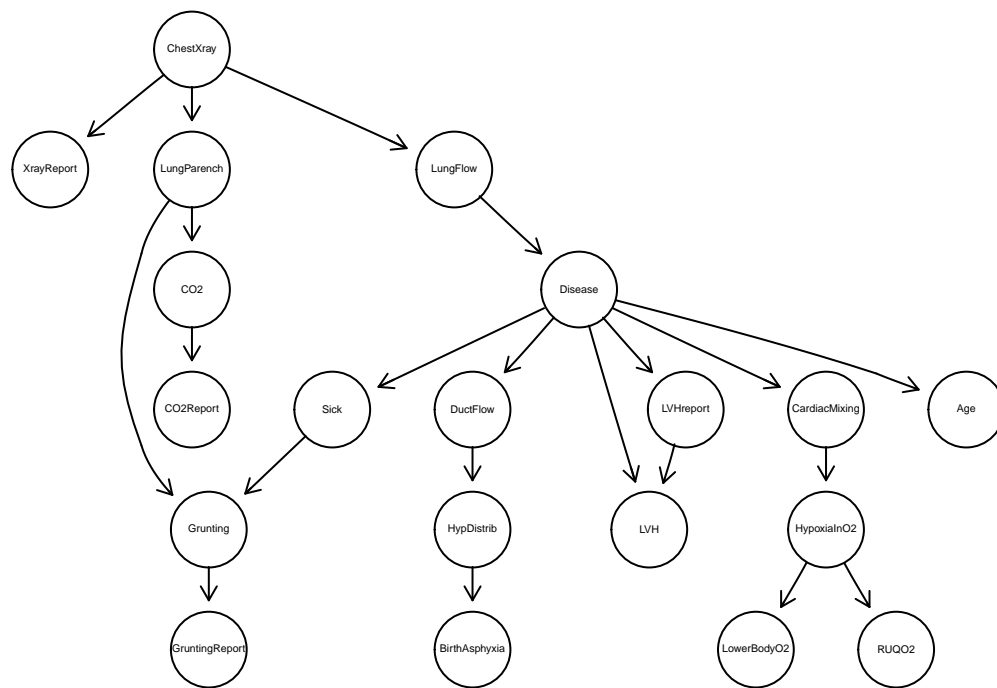 ChestXray
XrayReport
LungParench
LungFlow
CO2
Disease
CO2Report
Sick
DuctFlow
LVHreport
CardiacMixing
Age
Grunting
HypDistrib
LVH
HypoxiaInO2
GruntingReport
BirthAsphyxia
LowerBodyO2
RUQO2